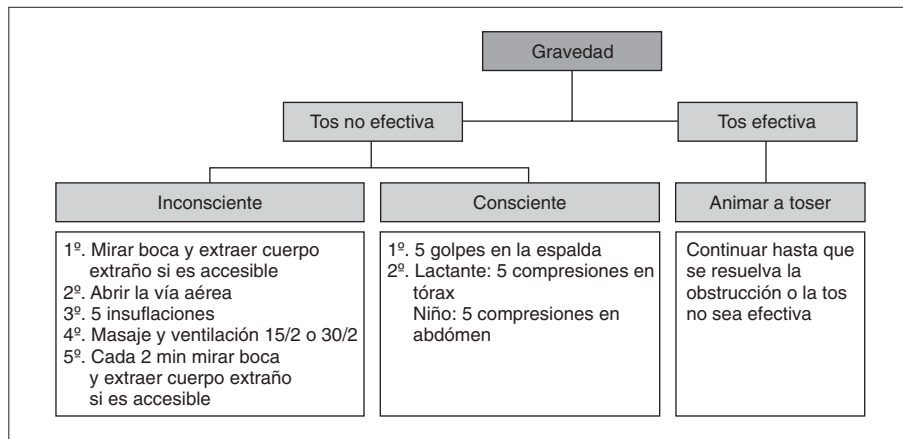 Gravedad
Tos no efectiva
Tos efectiva
Inconsciente
Consciente
Animar a toser
1º. Mirar boca y extraer cuerpo
extraño si es accesible
2º. Abrir la vía aérea
3º. 5 insuflaciones
4º. Masaje y ventilación 15/2 o 30/2
5º. Cada 2 min mirar boca
y extraer cuerpo extraño
si es accesible
1º. 5 golpes en la espalda
2º. Lactante: 5 compresiones en
tórax
Niño: 5 compresiones en
abdómen
Continuar hasta que
se resuelva la
obstrucción o la tos
no sea efectiva